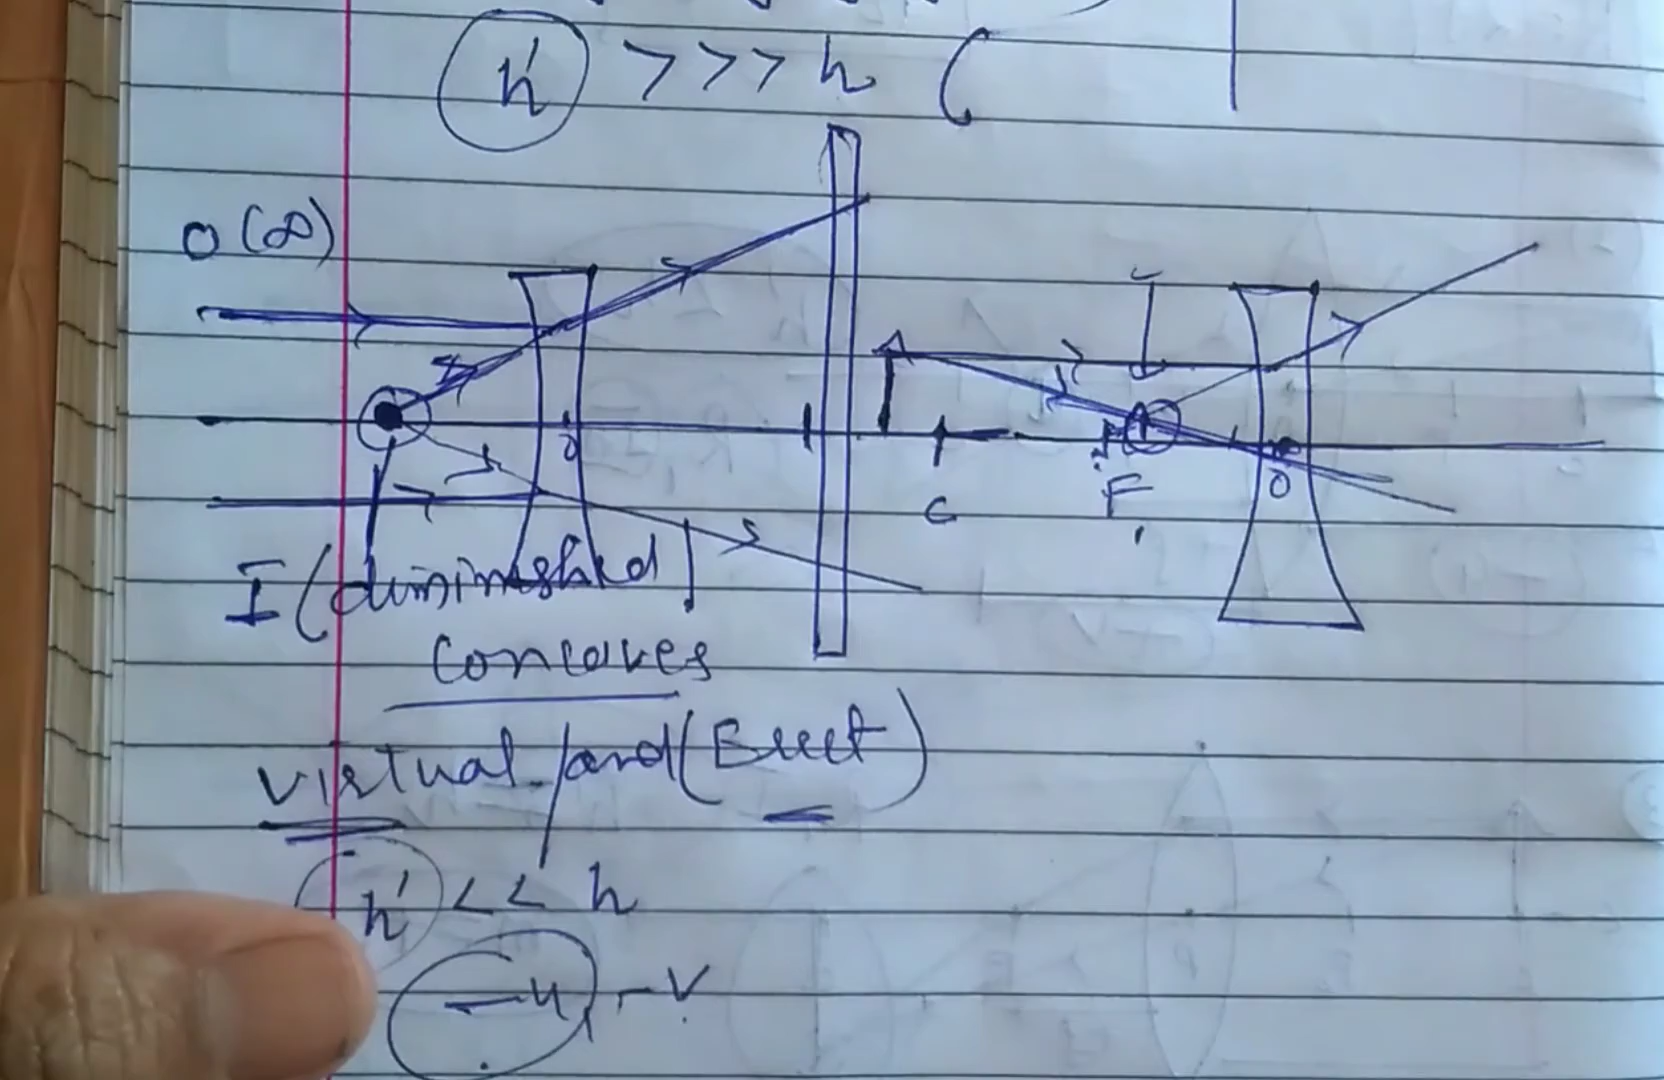 h' >>> h (
O (∞)
O
C
F
O
I (diminished)
Concaves
Virtual / and (Erect)
h' << h
-u, -v